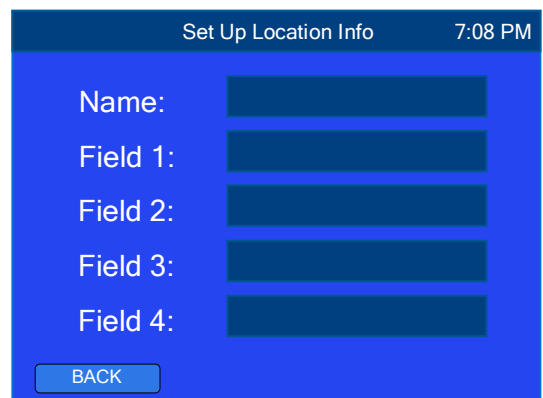 Set Up Location Info 7:08 PM
Name:
Field 1:
Field 2:
Field 3:
Field 4:
BACK